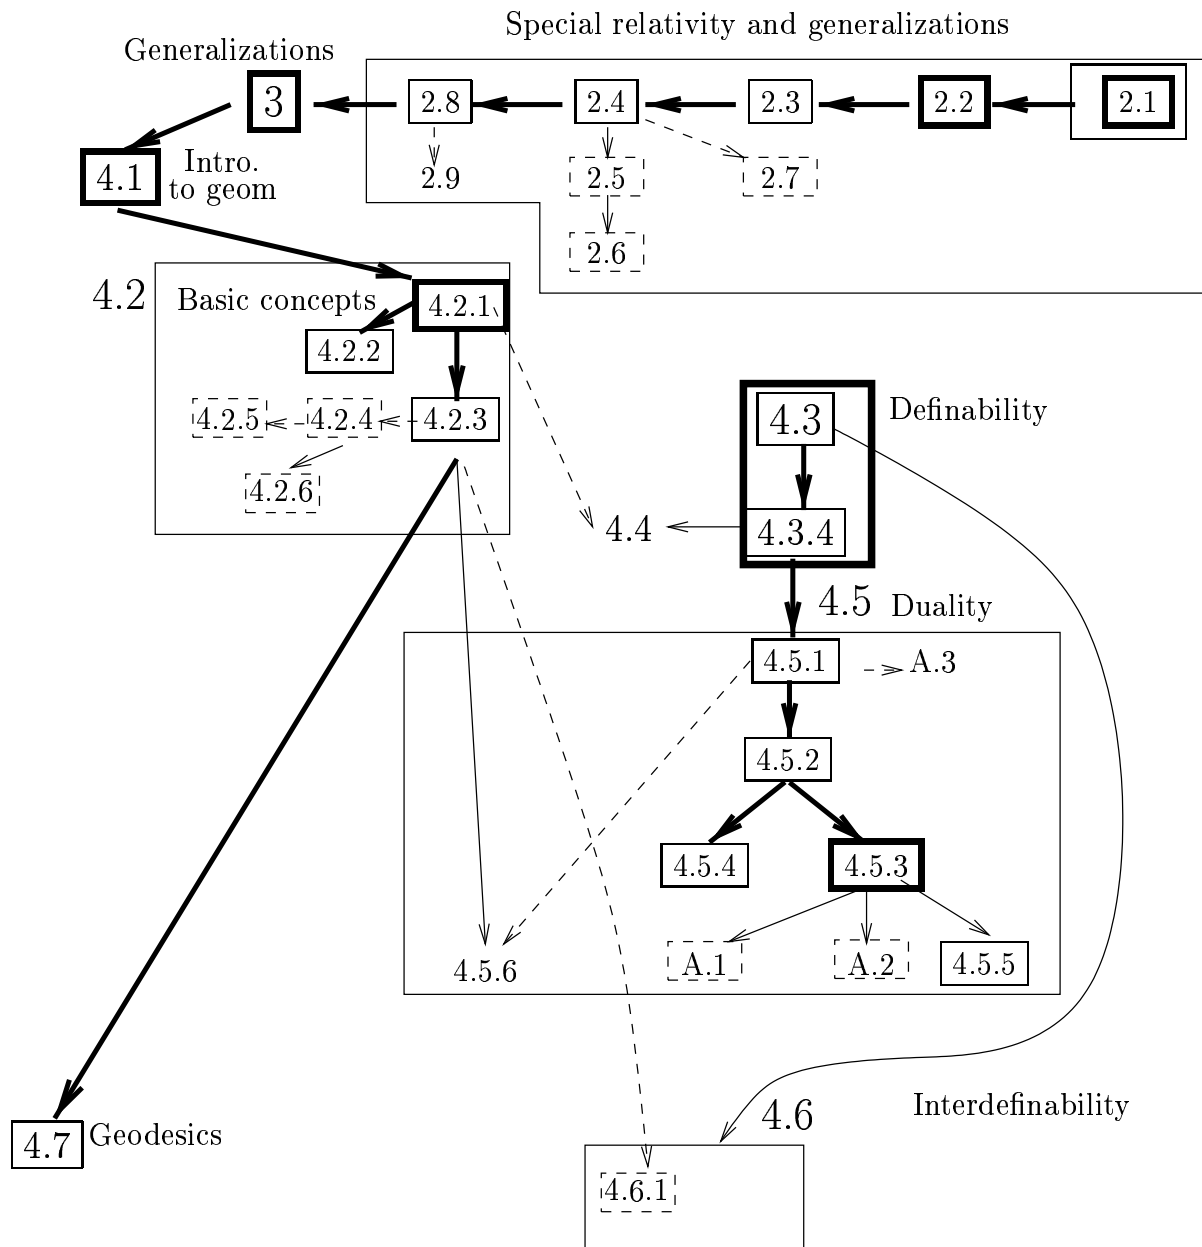 Special relativity and generalizations
Generalizations
3
2.8
2.4
2.3
2.2
2.1
4.1
Intro.
to geom
2.9
2.5
2.7
2.6
4.2
Basic concepts
4.2.1
4.2.2
4.2.5
4.2.4
4.2.3
4.2.6
4.3
Definability
4.4
4.3.4
4.5
Duality
4.5.1
A.3
4.5.2
4.5.4
4.5.3
4.5.6
A.1
A.2
4.5.5
4.6
Interdefinability
4.7
Geodesics
4.6.1